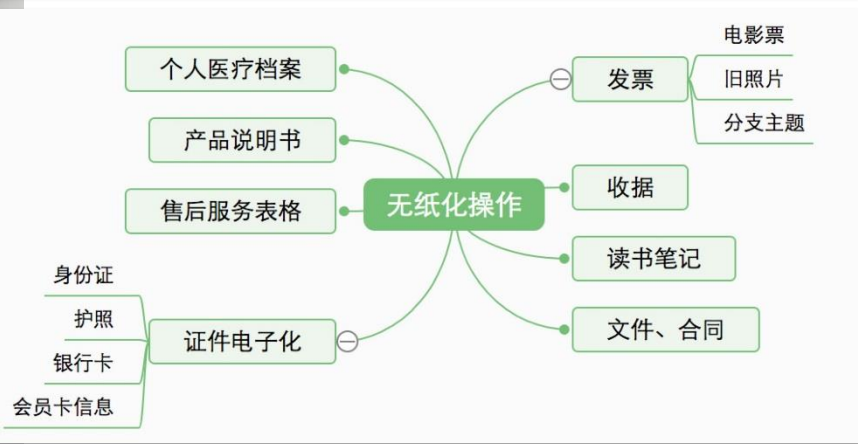 无纸化操作
发票
电影票
旧照片
分支主题
收据
读书笔记
文件、合同
个人医疗档案
产品说明书
售后服务表格
证件电子化
身份证
护照
银行卡
会员卡信息